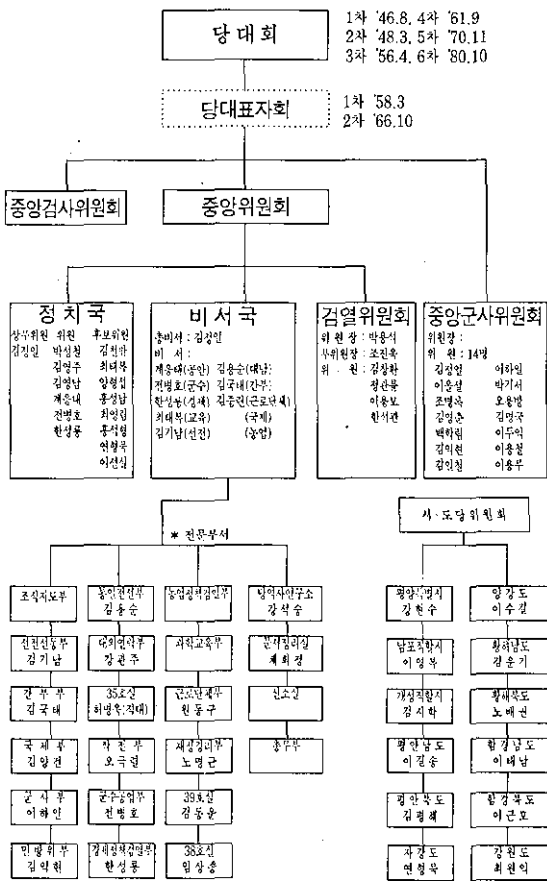 당대회
1차 '46.8, 4차 '61.9
2차 '48.3, 5차 '70.11
3차 '56.4, 6차 '80.10
당대표자회
1차 '58.3
2차 '66.10
중앙검사위원회
중앙위원회
정치국
상무위원 위원 후보위원
김정일 박성철
김영주 최태복
김영남 양형섭
계응태 홍성남
전병호 최영림
한성룡 홍석형
연형묵
이선실
비서국
총비서 : 김정일
비 서 :
계응태(공안) 김용순(대남)
전병호(군수) 김국태(간부)
한성룡(경제) 김중린(근로단체)
최태복(교육) (국제)
김기남(선전) (농업)
검열위원회
위 원 장 : 박용석
부위원장 : 조진욱
위 원 : 김창환
이용모
한석관
중앙군사위원회
위원장 :
위 원 : 14명
김정일 이하일
이을설 박기서
조명록 오용방
김영춘 김명국
백학림 이두익
김익현 이용철
김일철 이용무
* 전문부서
조직지도부
통일전선부
김용순
농업정책검열부
당역사연구소
강석숭
선전선동부
김기남
대외연락부
강관주
과학교육부
문서정리실
채희정
간부부
김국태
35호실
허명욱(직대)
근로단체부
원동구
신소실
국제부
김양건
작전부
오극렬
재정경리부
노명근
총무부
군사부
이하일
군수공업부
전병호
39호실
김동운
민방위부
김익현
경제정책검열부
한성룡
38호실
임상종
시·도당위원회
평양특별시
강현수
양강도
이수길
남포직할시
이영복
황해남도
김운기
개성직할시
김시학
황해북도
노배권
평안남도
이길송
함경남도
이태남
평안북도
김평해
함경북도
이근호
자강도
연형묵
강원도
최원익